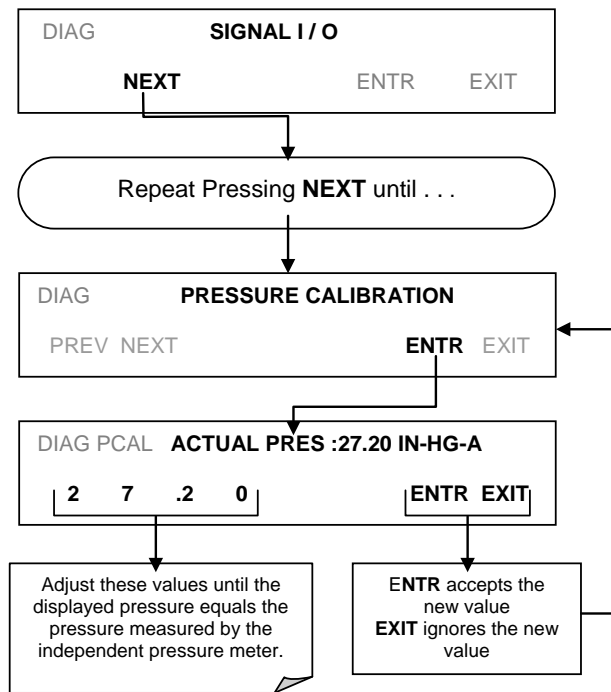 DIAG SIGNAL I / O
NEXT ENTR EXIT
Repeat Pressing NEXT until . . .
DIAG PRESSURE CALIBRATION
PREV NEXT ENTR EXIT
DIAG PCAL ACTUAL PRES :27.20 IN-HG-A
2 7 .2 0 ENTR EXIT
Adjust these values until the
displayed pressure equals the
pressure measured by the
independent pressure meter.
ENTR accepts the
new value
EXIT ignores the new
value